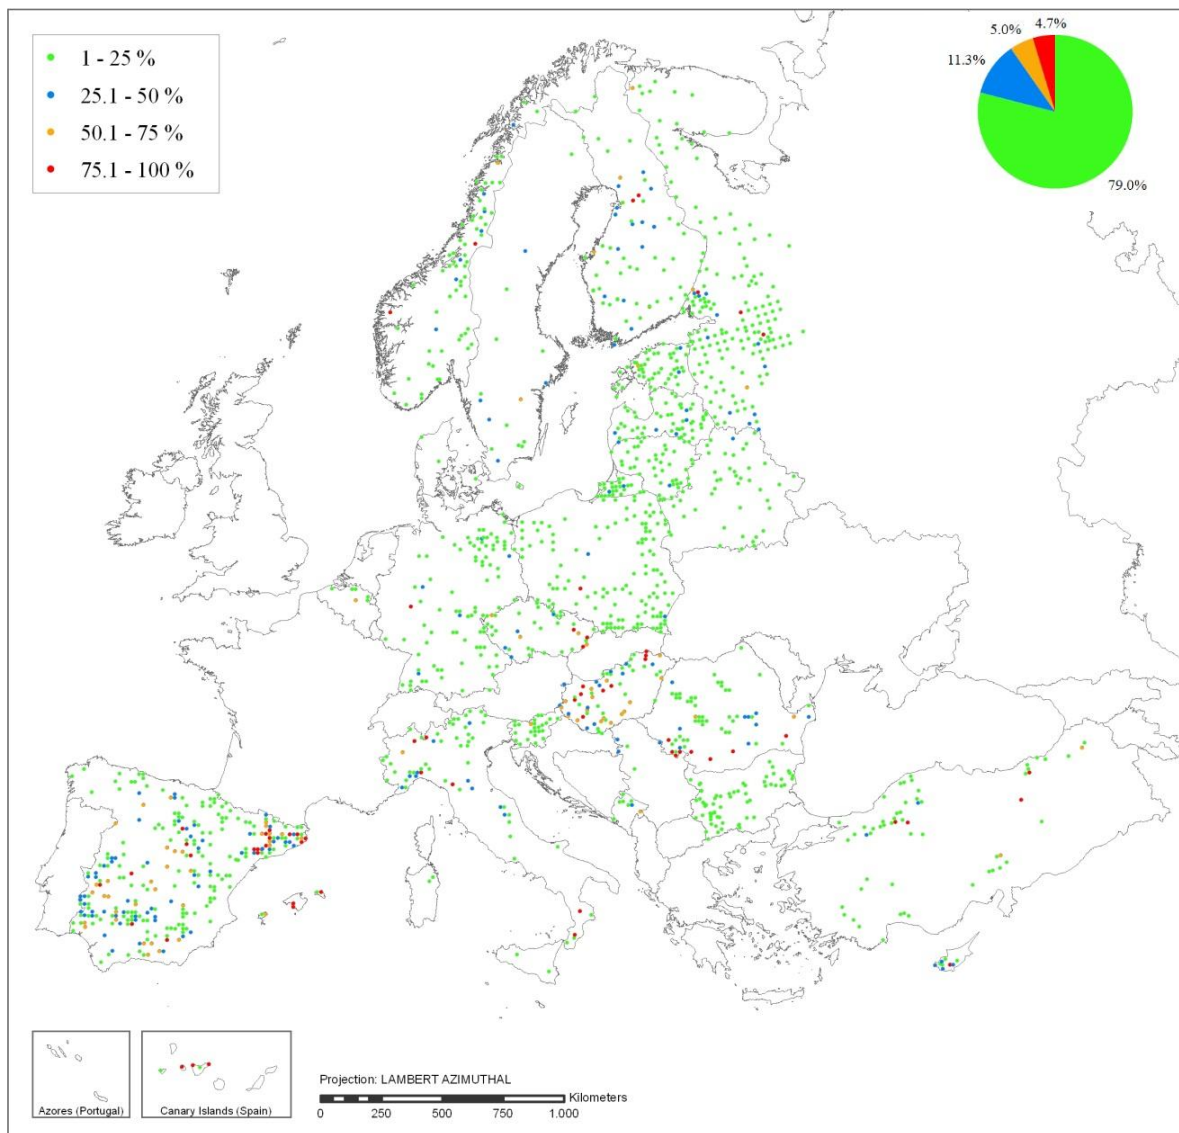 1 - 25 %
25.1 - 50 %
50.1 - 75 %
75.1 - 100 %
4.7%
5.0%
11.3%
79.0%
Projection: LAMBERT AZIMUTHAL
Kilometers
0 250 500 750 1.000
Azores (Portugal)
Canary Islands (Spain)